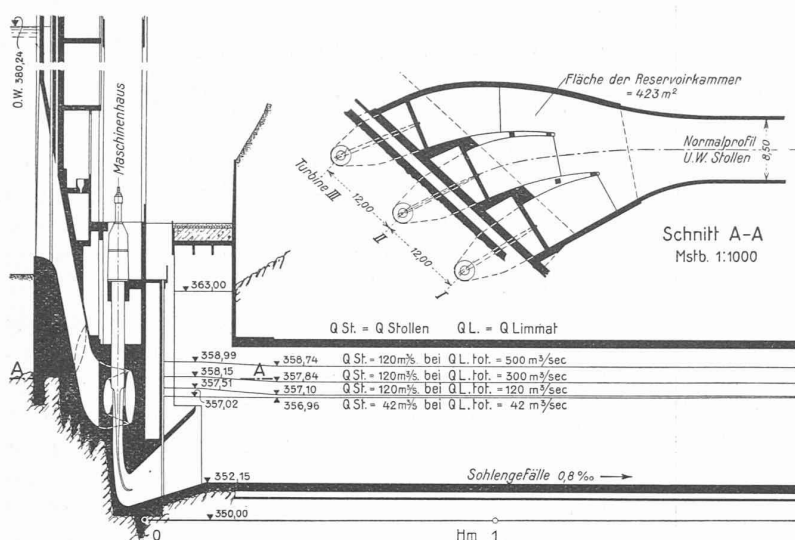 O.W. 380,24
Maschinenhaus
Fläche der Reservoirkammer
= 423 m²
Normalprofil
U.W. Stollen
8,50
Turbine III
12,00
II
12,00
I
Schnitt A–A
Mstb. 1:1000
363,00
Q St. = Q Stollen Q L. = Q Limmat
358,99
358,74 Q St. = 120 m³/s. bei Q L. tot. = 500 m³/sec
A
358,15
A
357,84 Q St. = 120 m³/s. bei Q L. tot. = 300 m³/sec
357,51
357,10 Q St. = 120 m³/s. bei Q L. tot. = 120 m³/sec
357,02
356,96 Q St. = 42 m³/s bei Q L. tot. = 42 m³/sec
352,15
Sohlengefälle 0,8 ‰
350,00
0
Hm 1